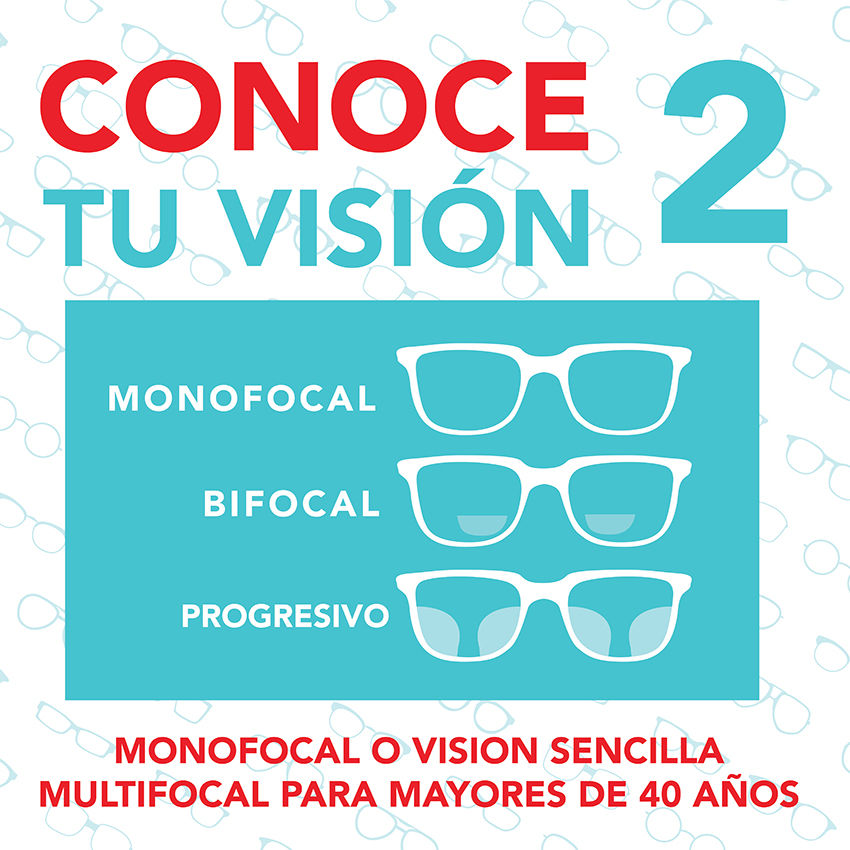 CONOCE 2
TU VISIÓN
MONOFOCAL
BIFOCAL
PROGRESIVO
MONOFOCAL O VISION SENCILLA
MULTIFOCAL PARA MAYORES DE 40 AÑOS